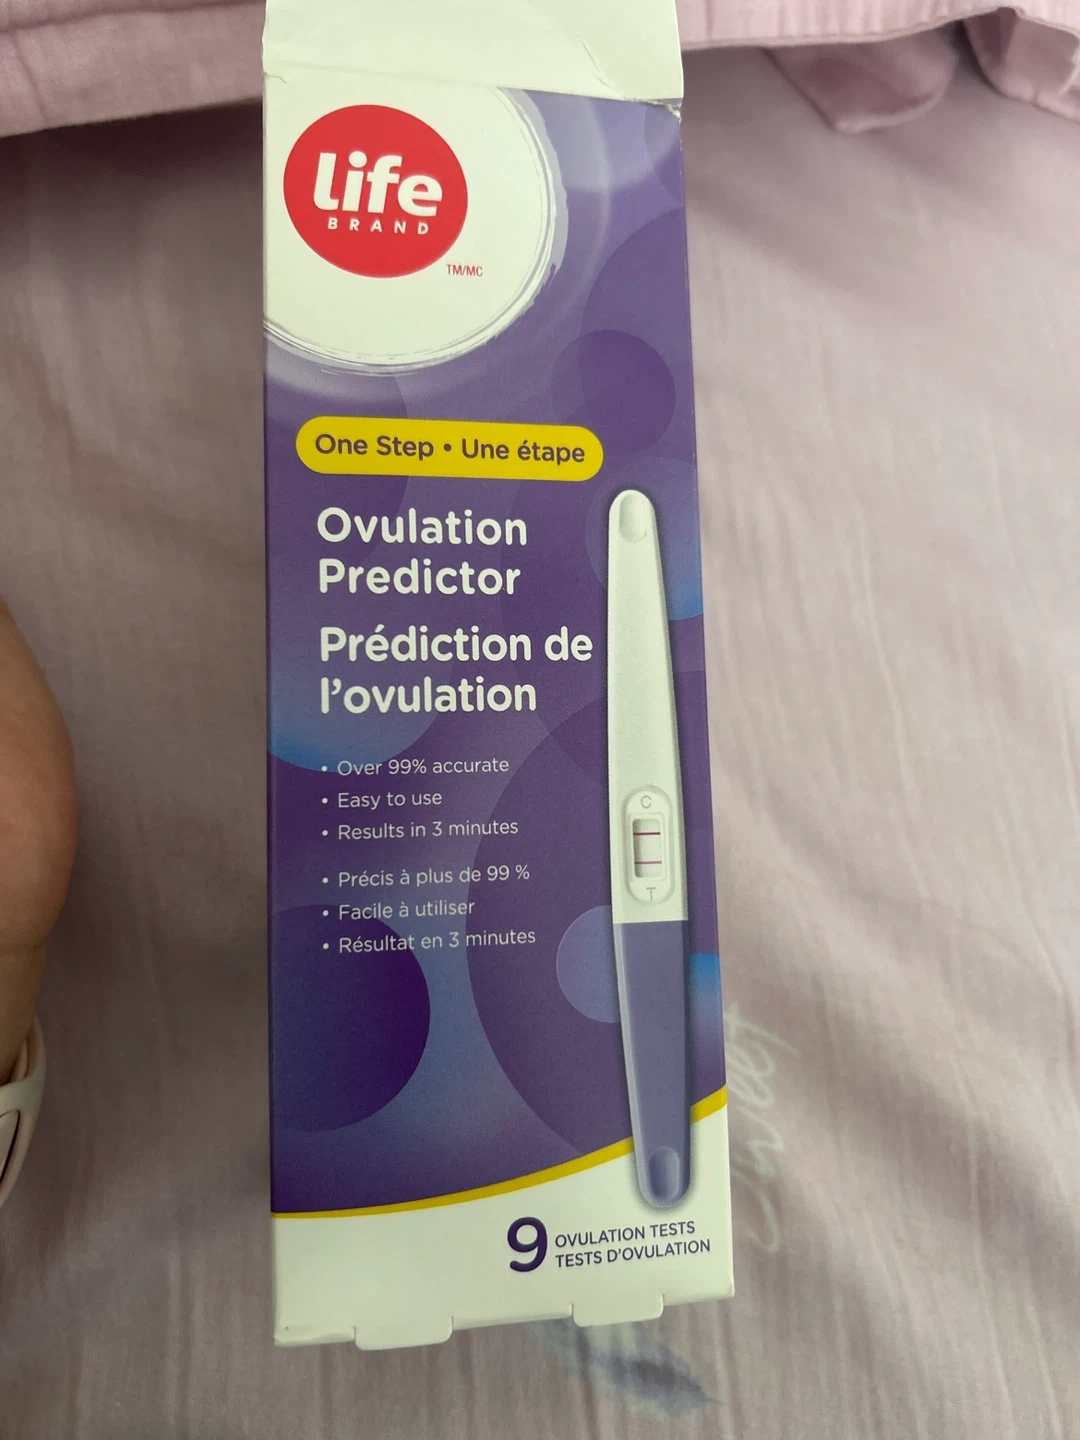 life
BRAND
TM/MC
One Step • Une étape
Ovulation
Predictor
Prédiction de
l'ovulation
• Over 99% accurate
• Easy to use
• Results in 3 minutes
• Précis à plus de 99 %
• Facile à utiliser
• Résultat en 3 minutes
C
T
9 OVULATION TESTS
TESTS D'OVULATION